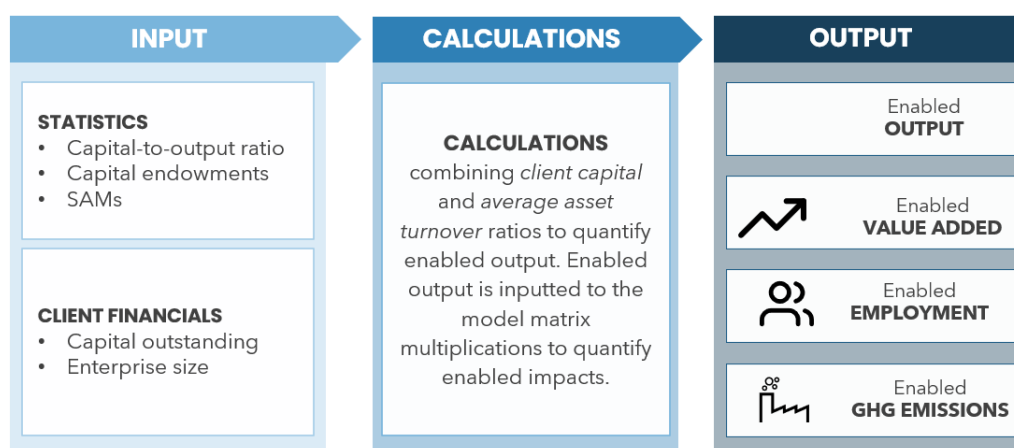 INPUT
STATISTICS
• Capital-to-output ratio
• Capital endowments
• SAMs
CLIENT FINANCIALS
• Capital outstanding
• Enterprise size
CALCULATIONS
CALCULATIONS
combining client capital
and average asset
turnover ratios to quantify
enabled output. Enabled
output is inputted to the
model matrix
multiplications to quantify
enabled impacts.
OUTPUT
Enabled
OUTPUT
Enabled
VALUE ADDED
Enabled
EMPLOYMENT
Enabled
GHG EMISSIONS